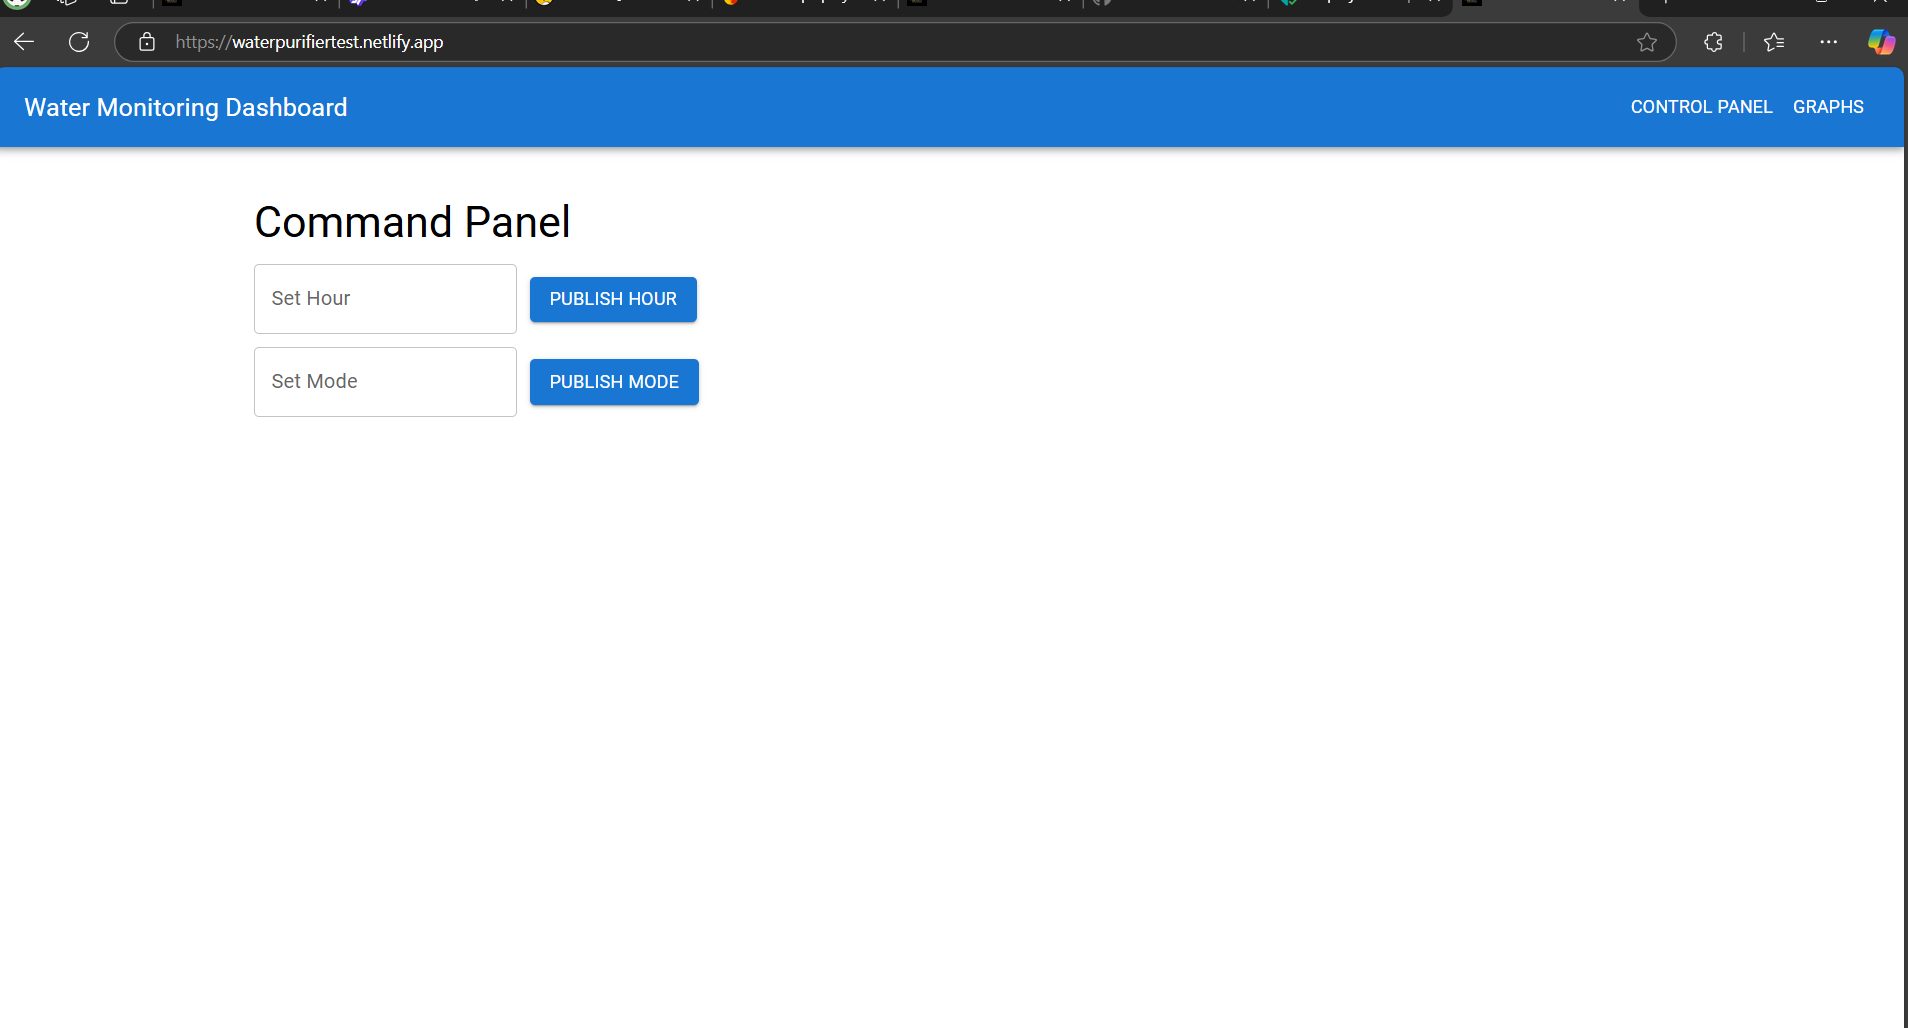 https://waterpurifiertest.netlify.app
Water Monitoring Dashboard
CONTROL PANEL GRAPHS
Command Panel
Set Hour PUBLISH HOUR
Set Mode PUBLISH MODE